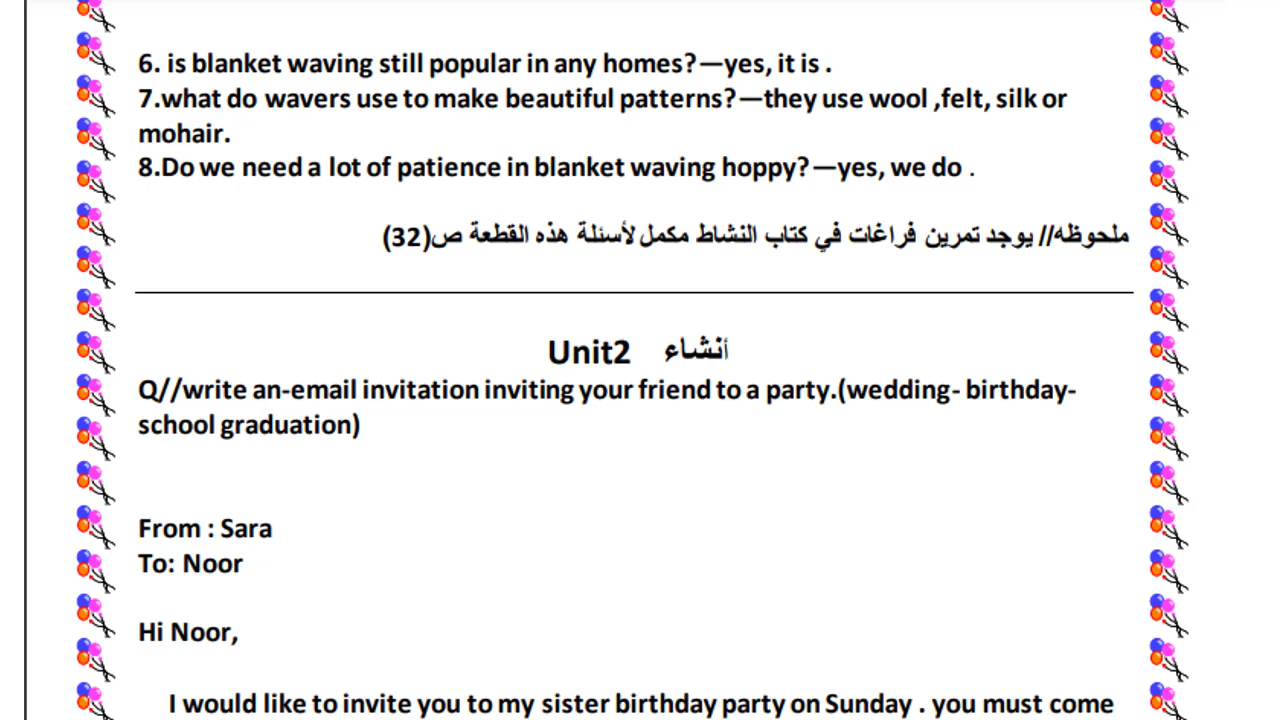 6. is blanket waving still popular in any homes?—yes, it is .
7.what do wavers use to make beautiful patterns?—they use wool ,felt, silk or
mohair.
8.Do we need a lot of patience in blanket waving hoppy?—yes, we do .
ملحوظه// يوجد تمرين فراغات في كتاب النشاط مكمل لأسئلة هذه القطعة ص(32)
Unit2 أنشاء
Q//write an-email invitation inviting your friend to a party.(wedding- birthday-
school graduation)
From : Sara
To: Noor
Hi Noor,
I would like to invite you to my sister birthday party on Sunday . you must come